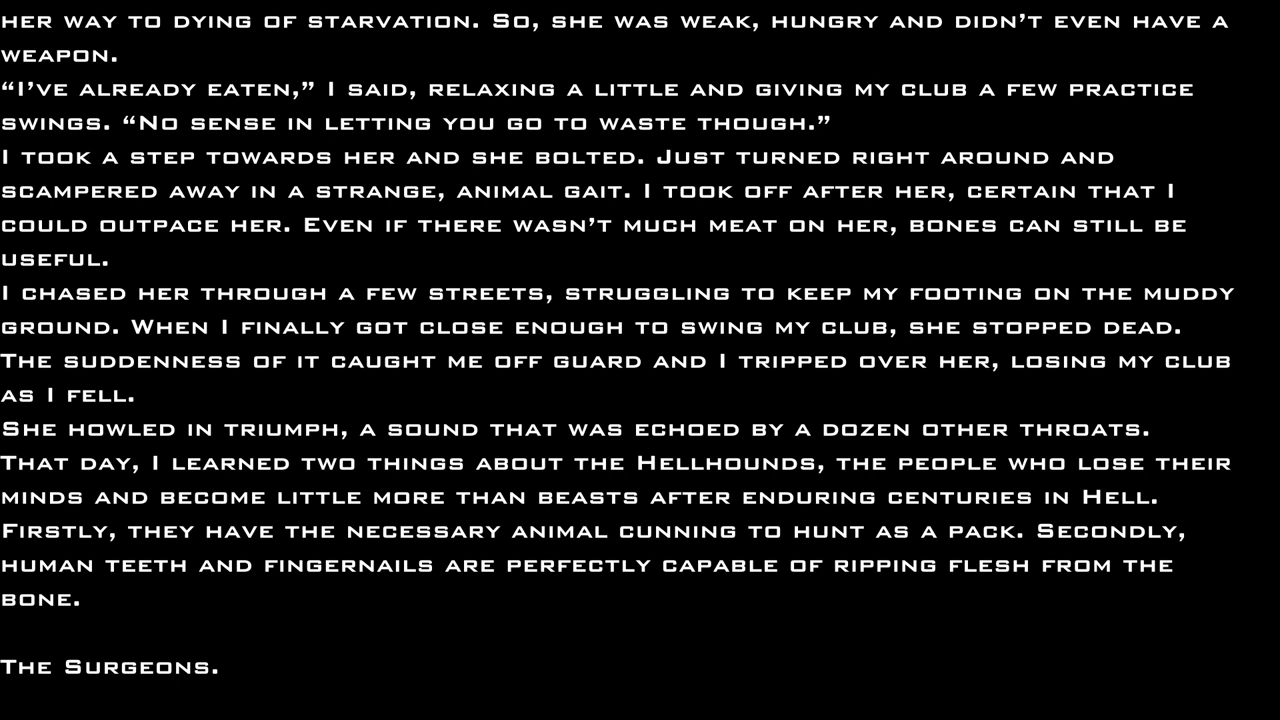 her way to dying of starvation. So, she was weak, hungry and didn’t even have a
weapon.
“I’ve already eaten,” I said, relaxing a little and giving my club a few practice
swings. “No sense in letting you go to waste though.”
I took a step towards her and she bolted. Just turned right around and
scampered away in a strange, animal gait. I took off after her, certain that I
could outpace her. Even if there wasn’t much meat on her, bones can still be
useful.
I chased her through a few streets, struggling to keep my footing on the muddy
ground. When I finally got close enough to swing my club, she stopped dead.
The suddenness of it caught me off guard and I tripped over her, losing my club
as I fell.
She howled in triumph, a sound that was echoed by a dozen other throats.
That day, I learned two things about the Hellhounds, the people who lose their
minds and become little more than beasts after enduring centuries in Hell.
Firstly, they have the necessary animal cunning to hunt as a pack. Secondly,
human teeth and fingernails are perfectly capable of ripping flesh from the
bone.
The Surgeons.